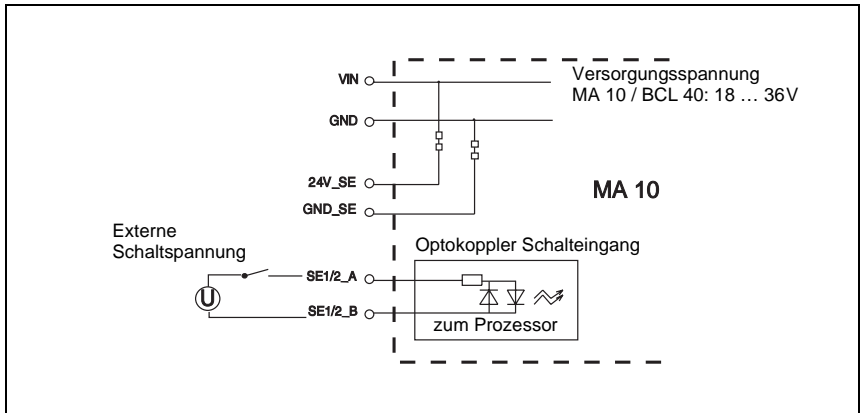 VIN
Versorgungsspannung
MA 10 / BCL 40: 18 … 36V
GND
24V_SE
MA 10
GND_SE
Externe
Schaltspannung
Optokoppler Schalteingang
SE1/2_A
U
SE1/2_B
zum Prozessor